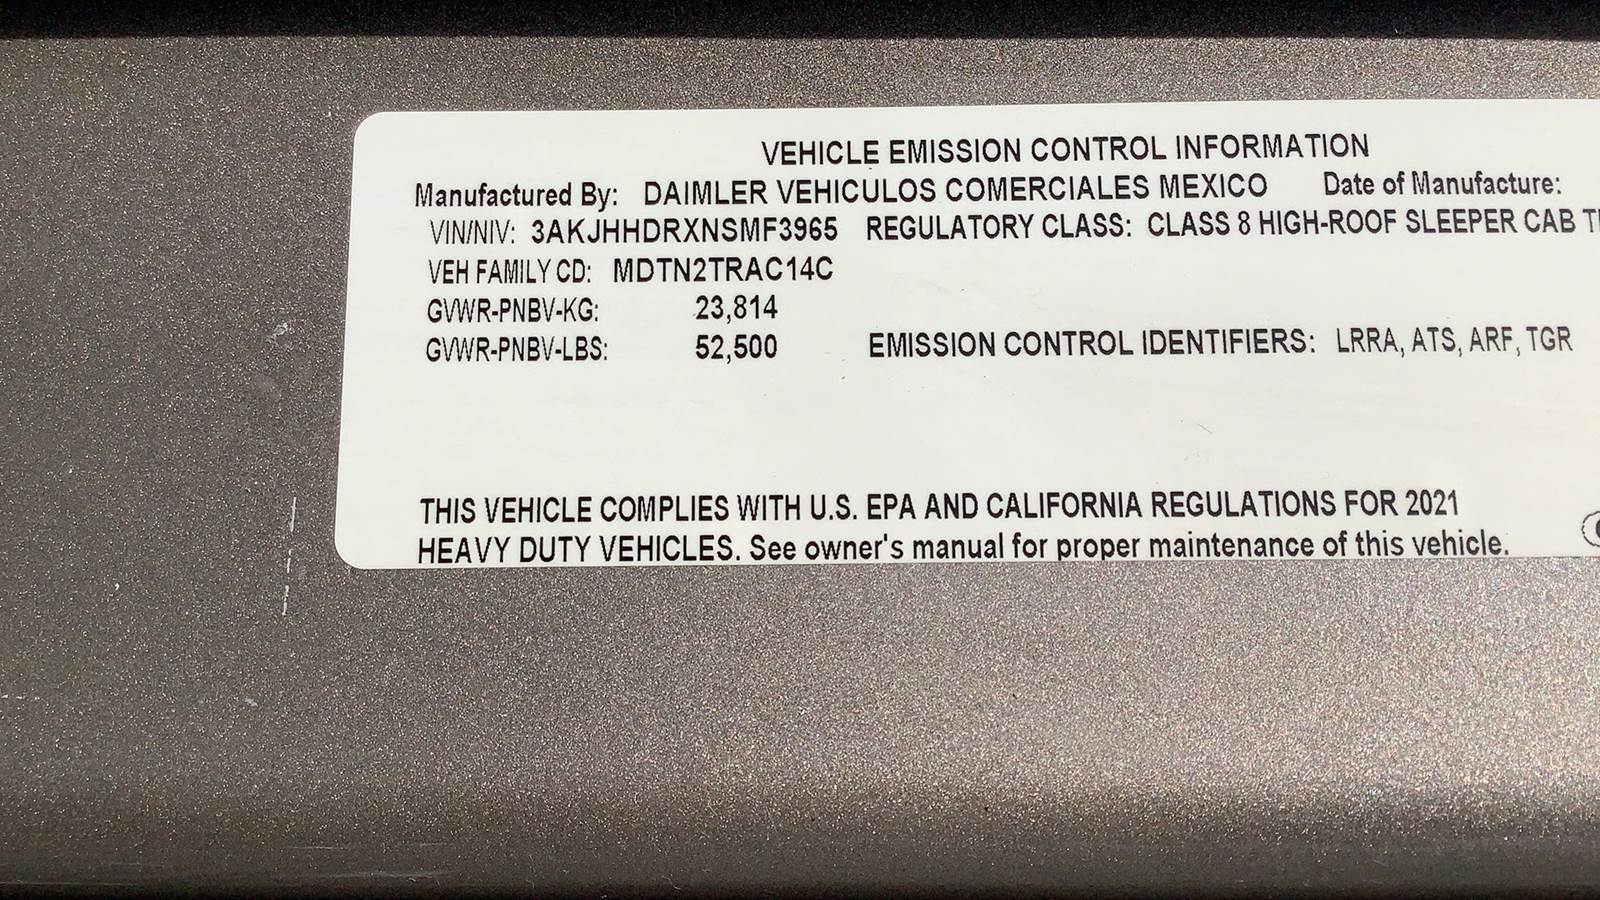 VEHICLE EMISSION CONTROL INFORMATION
Manufactured By: DAIMLER VEHICULOS COMERCIALES MEXICO Date of Manufacture:
VIN/NIV: 3AKJHHDRXNSMF3965 REGULATORY CLASS: CLASS 8 HIGH-ROOF SLEEPER CAB
VEH FAMILY CD: MDTN2TRAC14C
GVWR-PNBV-KG: 23,814
GVWR-PNBV-LBS: 52,500 EMISSION CONTROL IDENTIFIERS: LRRA, ATS, ARF, TGR
THIS VEHICLE COMPLIES WITH U.S. EPA AND CALIFORNIA REGULATIONS FOR 2021
HEAVY DUTY VEHICLES. See owner's manual for proper maintenance of this vehicle.